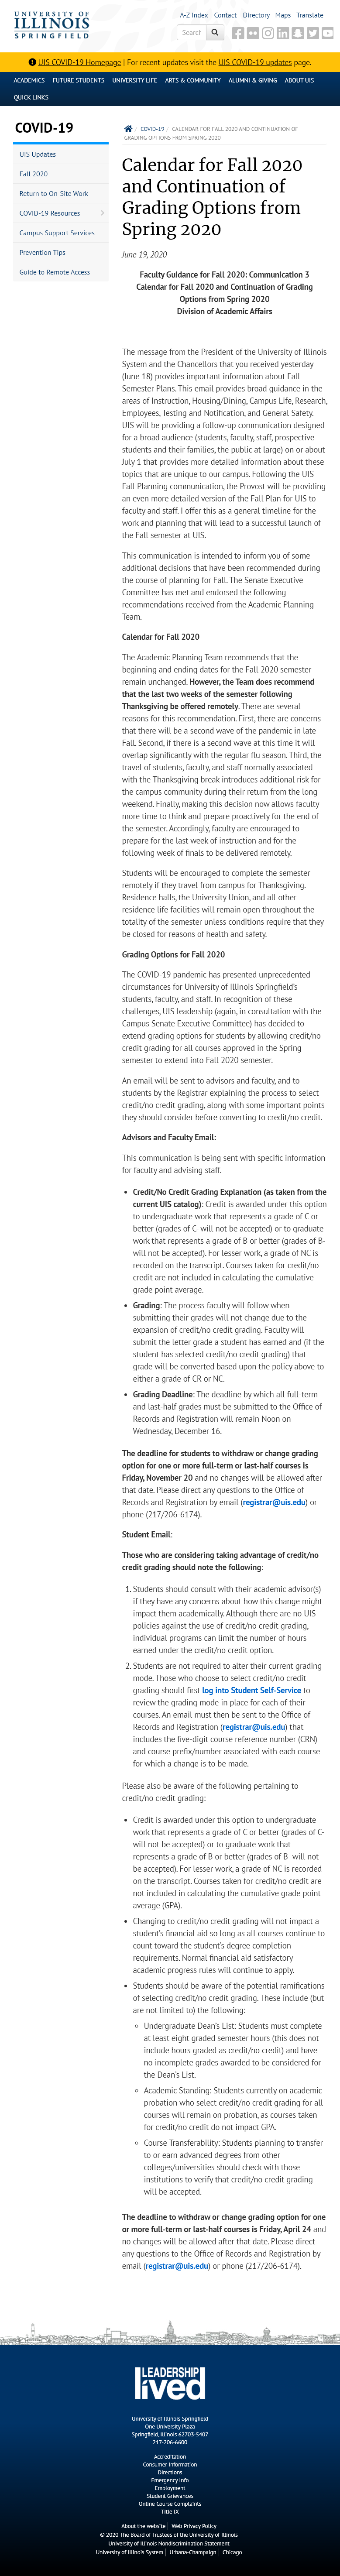 UNIVERSITY OF
ILLINOIS
SPRINGFIELD
A-Z Index Contact Directory Maps Translate
Search
UIS COVID-19 Homepage | For recent updates visit the UIS COVID-19 updates page.
ACADEMICS FUTURE STUDENTS UNIVERSITY LIFE ARTS & COMMUNITY ALUMNI & GIVING ABOUT UIS
QUICK LINKS
COVID-19
UIS Updates
Fall 2020
Return to On-Site Work
COVID-19 Resources
Campus Support Services
Prevention Tips
Guide to Remote Access
/ COVID-19 / CALENDAR FOR FALL 2020 AND CONTINUATION OF
GRADING OPTIONS FROM SPRING 2020
Calendar for Fall 2020
and Continuation of
Grading Options from
Spring 2020
June 19, 2020
Faculty Guidance for Fall 2020: Communication 3
Calendar for Fall 2020 and Continuation of Grading
Options from Spring 2020
Division of Academic Affairs
The message from the President of the University of Illinois
System and the Chancellors that you received yesterday
(June 18) provides important information about Fall
Semester Plans. This email provides broad guidance in the
areas of Instruction, Housing/Dining, Campus Life, Research,
Employees, Testing and Notification, and General Safety.
UIS will be providing a follow-up communication suited
for a broad audience (students, faculty, staff, prospective
students and their families, the public at large) on or about
July 1 that provides more detailed information about topics
that are unique to our campus. Following the UIS
Fall Planning communication, the Provost will be providing
an even more detailed version of the Fall Plan for UIS to
faculty and staff. I offer this as a general timeline for the
work and planning that will lead to a successful launch of
the Fall semester at UIS.
This communication is intended to inform you of some
additional decisions that have been recommended during
the course of planning for Fall. The Senate Executive
Committee has met and endorsed the following
recommendations received from the Academic Planning
Team.
Calendar for Fall 2020
The Academic Planning Team recommends that the
beginning and ending dates for the Fall 2020 semester
remain unchanged. However, the Team does recommend
that the last two weeks of the semester following
Thanksgiving be offered remotely. There are several
reasons for this recommendation. First, there are concerns
that there will be a second wave of the pandemic in late
Fall. Second, if there is a second wave this year it will
overlap significantly with the regular flu season. Third, the
travel of students, faculty, and staff normally associated
with the Thanksgiving break introduces additional risk for
the campus community during their return from the long
weekend. Finally, making this decision now makes it
possible for everyone to prepare proactively for the end of
the semester. Accordingly, faculty are encouraged to
prepare for the last week of instruction and for the
following week of finals to be delivered remotely.
Students will be encouraged to complete the semester
remotely if they travel from campus for Thanksgiving.
Residence halls, the University Union, and all other
residence life facilities will remain open throughout the
totality of the semester unless conditions require that they
be closed for reasons of health and safety.
Grading Options for Fall 2020
The COVID-19 pandemic has presented unprecedented
circumstances for University of Illinois Springfield's
students, faculty, and staff. In recognition of these
challenges, UIS leadership (again, in consultation with the
Campus Senate Executive Committee) has decided to
extend grading options for students by allowing credit/no
credit grading for all courses approved in the Spring
semester to extend into Fall 2020 semester.
An email will be sent to advisors and faculty, and to
students by the Registrar explaining the process to select
credit/no credit grading, along with some important points
they should consider before converting to credit/no credit.
Advisors and Faculty Email:
This communication is being sent with specific information
for faculty and advising staff.
• Credit/No Credit Grading Explanation (as taken from the
current UIS catalog): Credit is awarded under this option
to undergraduate work that represents a grade of C or
better (grades of C- will not be accepted) or to graduate
work that represents a grade of B or better (grades of B-
will not be accepted). For lesser work, a grade of NC is
recorded on the transcript. Courses taken for credit/no
credit are not included in calculating the cumulative
grade point average.
• Grading: The process faculty will follow when
submitting their grades will not change due to the
expansion of credit/no credit grading. Faculty will
submit the letter grade a student has earned and (if the
student has selected credit/no credit grading) that
grade will be converted based upon the policy above to
either a grade of CR or NC.
• Grading Deadline: The deadline by which all full-term
and last-half grades must be submitted to the Office of
Records and Registration will remain Noon on
Wednesday, December 16.
The deadline for students to withdraw or change grading
option for one or more full-term or last-half courses is
Friday, November 20 and no changes will be allowed after
that date. Please direct any questions to the Office of
Records and Registration by email (registrar@uis.edu) or
phone (217/206-6174).
Student Email:
Those who are considering taking advantage of credit/no
credit grading should note the following:
1. Students should consult with their academic advisor(s)
if they have any concerns about how this change might
impact them academically. Although there are no UIS
policies against the use of credit/no credit grading,
individual programs can limit the number of hours
earned under the credit/no credit option.
2. Students are not required to alter their current grading
mode. Those who choose to select credit/no credit
grading should first log into Student Self-Service to
review the grading mode in place for each of their
courses. An email must then be sent to the Office of
Records and Registration (registrar@uis.edu) that
includes the five-digit course reference number (CRN)
and course prefix/number associated with each course
for which a change is to be made.
Please also be aware of the following pertaining to
credit/no credit grading:
• Credit is awarded under this option to undergraduate
work that represents a grade of C or better (grades of C-
will not be accepted) or to graduate work that
represents a grade of B or better (grades of B- will not
be accepted). For lesser work, a grade of NC is recorded
on the transcript. Courses taken for credit/no credit are
not included in calculating the cumulative grade point
average (GPA).
• Changing to credit/no credit grading will not impact a
student's financial aid so long as all courses continue to
count toward the student's degree completion
requirements. Normal financial aid satisfactory
academic progress rules will continue to apply.
• Students should be aware of the potential ramifications
of selecting credit/no credit grading. These include (but
are not limited to) the following:
◦ Undergraduate Dean's List: Students must complete
at least eight graded semester hours (this does not
include hours graded as credit/no credit) and have
no incomplete grades awarded to be considered for
the Dean's List.
◦ Academic Standing: Students currently on academic
probation who select credit/no credit grading for all
courses will remain on probation, as courses taken
for credit/no credit do not impact GPA.
◦ Course Transferability: Students planning to transfer
to or earn advanced degrees from other
colleges/universities should check with those
institutions to verify that credit/no credit grading
will be accepted.
The deadline to withdraw or change grading option for one
or more full-term or last-half courses is Friday, April 24 and
no changes will be allowed after that date. Please direct
any questions to the Office of Records and Registration by
email (registrar@uis.edu) or phone (217/206-6174).
LEADERSHIP
lived
University of Illinois Springfield
One University Plaza
Springfield, Illinois 62703-5407
217-206-6600
Accreditation
Consumer Information
Directions
Emergency Info
Employment
Student Grievances
Online Course Complaints
Title IX
About the website | Web Privacy Policy
© 2020 The Board of Trustees of the University of Illinois
University of Illinois Nondiscrimination Statement
University of Illinois System | Urbana-Champaign | Chicago